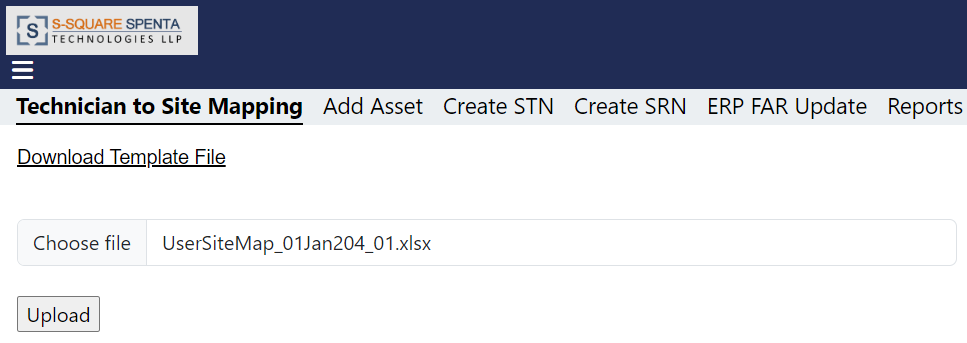 S-SQUARE SPENTA
TECHNOLOGIES LLP
Technician to Site Mapping Add Asset Create STN Create SRN ERP FAR Update Reports
Download Template File
Choose file UserSiteMap_01Jan204_01.xlsx
Upload